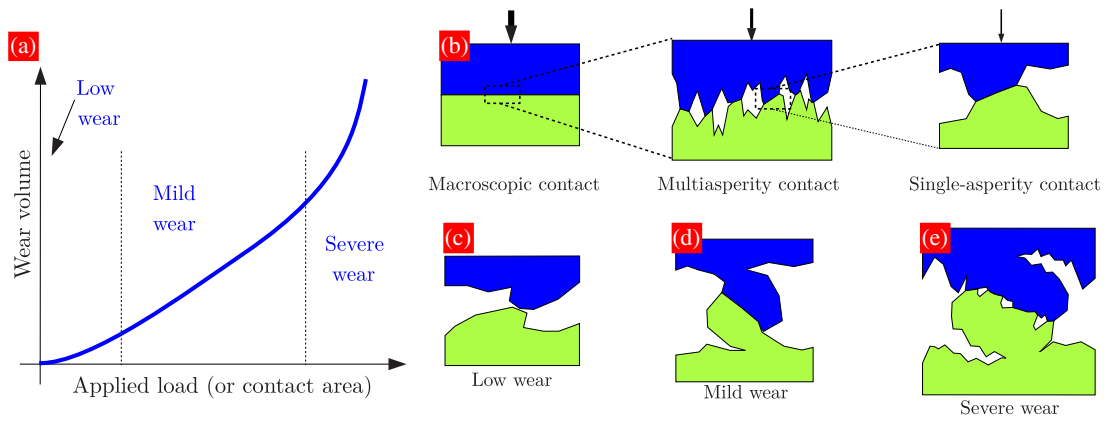 (a)
Low
wear
Mild
wear
Severe
wear
Wear volume
Applied load (or contact area)
(b)
Macroscopic contact
Multiasperity contact
Single-asperity contact
(c)
Low wear
(d)
Mild wear
(e)
Severe wear